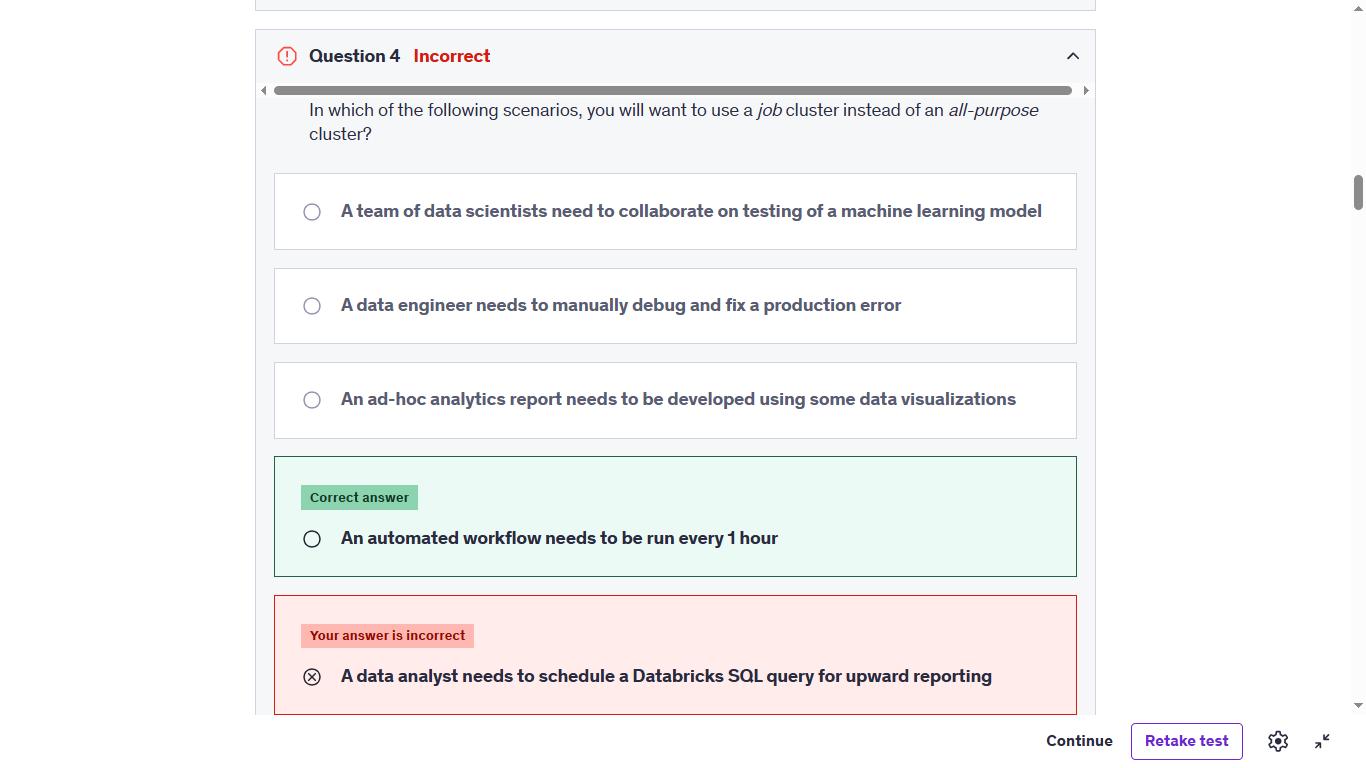 Question 4 Incorrect
In which of the following scenarios, you will want to use a job cluster instead of an all-purpose
cluster?
A team of data scientists need to collaborate on testing of a machine learning model
A data engineer needs to manually debug and fix a production error
An ad-hoc analytics report needs to be developed using some data visualizations
Correct answer
An automated workflow needs to be run every 1 hour
Your answer is incorrect
A data analyst needs to schedule a Databricks SQL query for upward reporting
Continue Retake test